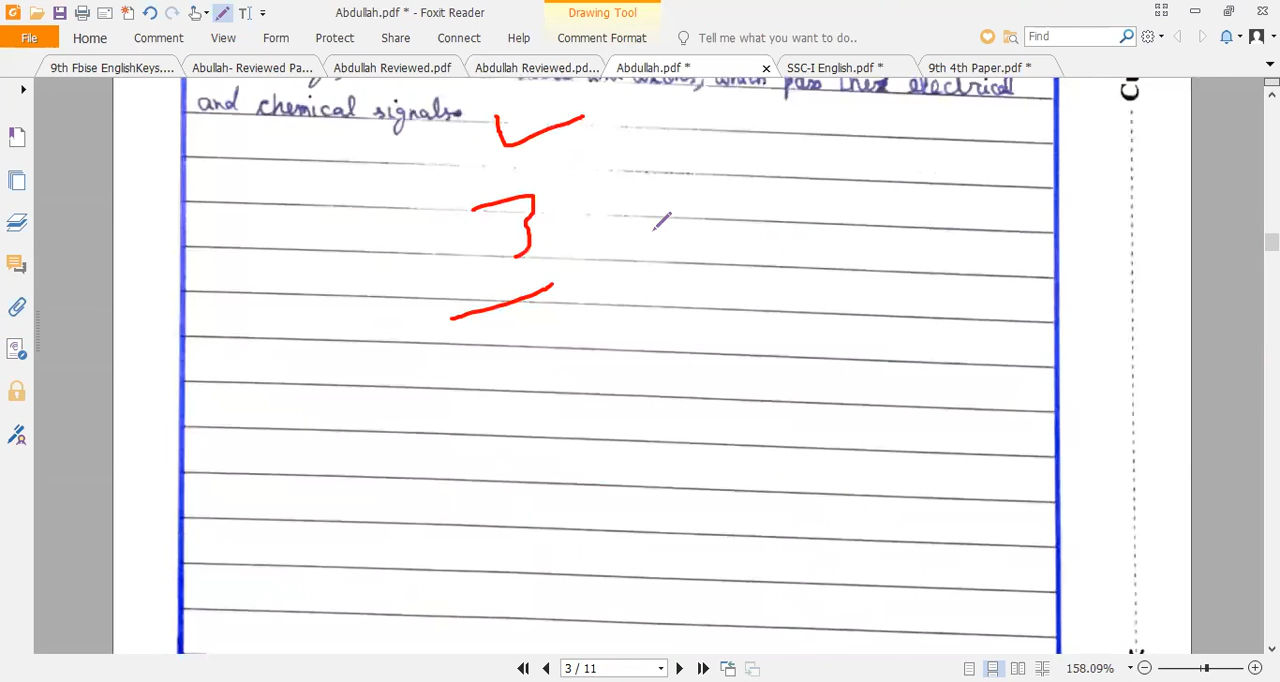 Abdullah.pdf * - Foxit Reader
Drawing Tool
File
Home
Comment
View
Form
Protect
Share
Connect
Help
Comment Format
Tell me what you want to do..
Find
9th Fbise EnglishKeys....
Abullah- Reviewed Pa...
Abdullah Reviewed.pdf
Abdullah Reviewed.pd...
Abdullah.pdf *
SSC-I English.pdf *
9th 4th Paper.pdf *
which pass electrical
and chemical signals.
3
3 / 11
158.09%